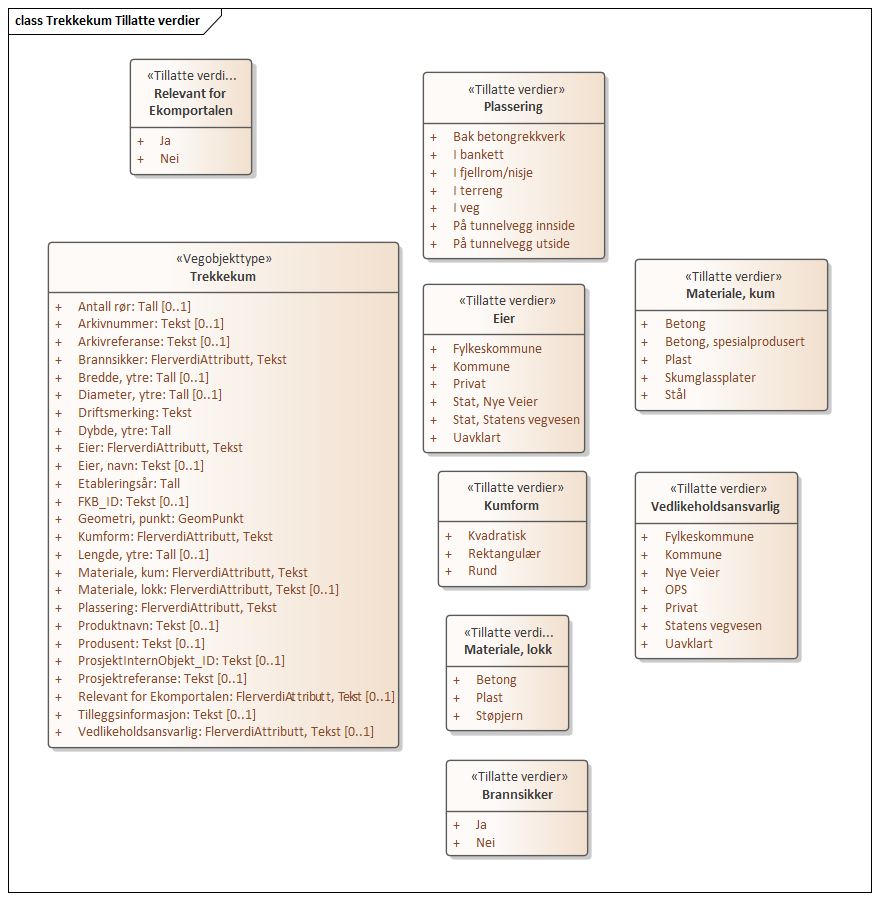 class Trekkekum Tillatte verdier
«Tillatte verdi...
Relevant for
Ekomportalen
+ Ja
+ Nei
«Tillatte verdier»
Plassering
+ Bak betongrekkverk
+ I bankett
+ I fjellrom/nisje
+ I terreng
+ I veg
+ På tunnelvegg innside
+ På tunnelvegg utside
«Vegobjekttype»
Trekkekum
+ Antall rør: Tall [0..1]
+ Arkivnummer: Tekst [0..1]
+ Arkivreferanse: Tekst [0..1]
+ Brannsikker: FlerverdiAttributt, Tekst
+ Bredde, ytre: Tall [0..1]
+ Diameter, ytre: Tall [0..1]
+ Driftsmerking: Tekst
+ Dybde, ytre: Tall
+ Eier: FlerverdiAttributt, Tekst
+ Eier, navn: Tekst [0..1]
+ Etableringsår: Tall
+ FKB_ID: Tekst [0..1]
+ Geometri, punkt: GeomPunkt
+ Kumform: FlerverdiAttributt, Tekst
+ Lengde, ytre: Tall [0..1]
+ Materiale, kum: FlerverdiAttributt, Tekst
+ Materiale, lokk: FlerverdiAttributt, Tekst [0..1]
+ Plassering: FlerverdiAttributt, Tekst
+ Produktnavn: Tekst [0..1]
+ Produsent: Tekst [0..1]
+ ProsjektInternObjekt_ID: Tekst [0..1]
+ Prosjektreferanse: Tekst [0..1]
+ Relevant for Ekomportalen: FlerverdiAttributt, Tekst [0..1]
+ Tilleggsinformasjon: Tekst [0..1]
+ Vedlikeholdsansvarlig: FlerverdiAttributt, Tekst [0..1]
«Tillatte verdier»
Eier
+ Fylkeskommune
+ Kommune
+ Privat
+ Stat, Nye Veier
+ Stat, Statens vegvesen
+ Uavklart
«Tillatte verdier»
Materiale, kum
+ Betong
+ Betong, spesialprodusert
+ Plast
+ Skumglassplater
+ Stål
«Tillatte verdier»
Kumform
+ Kvadratisk
+ Rektangulær
+ Rund
«Tillatte verdier»
Vedlikeholdsansvarlig
+ Fylkeskommune
+ Kommune
+ Nye Veier
+ OPS
+ Privat
+ Statens vegvesen
+ Uavklart
«Tillatte verdi...
Materiale, lokk
+ Betong
+ Plast
+ Støpjern
«Tillatte verdier»
Brannsikker
+ Ja
+ Nei